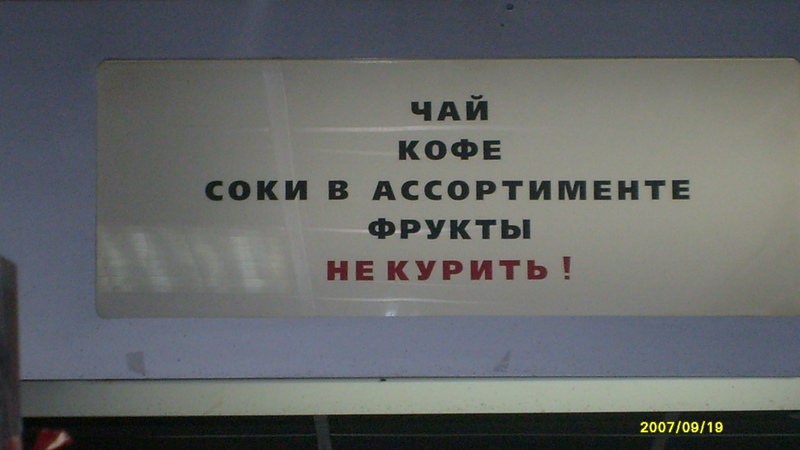 ЧАЙ
КОФЕ
СОКИ В АССОРТИМЕНТЕ
ФРУКТЫ
НЕ КУРИТЬ !
2007/09/19